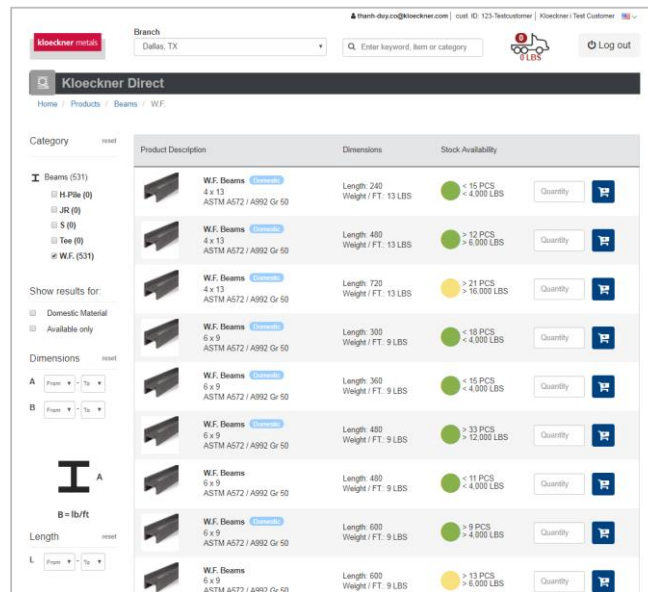 thanh-duy.co@kloeckner.com | cust. ID: 123-Testcustomer | Kloeckner i Test Customer
kloeckner metals
Branch
Dallas, TX
Enter keyword, item or category
0
0 LBS
Log out
Kloeckner Direct
Home / Products / Beams / W.F.
Category reset
Beams (531)
H-Pile (0)
JR (0)
S (0)
Tee (0)
W.F. (531)
Show results for:
Domestic Material
Available only
Dimensions reset
A From - To
B From - To
A
B = lb/ft
Length reset
L From - To
Product Description Dimensions Stock Availability
W.F. Beams Domestic
4 x 13
ASTM A572 / A992 Gr 50
Length: 240
Weight / FT.: 13 LBS
< 15 PCS
< 4,000 LBS
Quantity
W.F. Beams Domestic
4 x 13
ASTM A572 / A992 Gr 50
Length: 480
Weight / FT.: 13 LBS
> 12 PCS
> 6,000 LBS
Quantity
W.F. Beams Domestic
4 x 13
ASTM A572 / A992 Gr 50
Length: 720
Weight / FT.: 13 LBS
> 21 PCS
> 16,000 LBS
Quantity
W.F. Beams Domestic
6 x 9
ASTM A572 / A992 Gr 50
Length: 300
Weight / FT.: 9 LBS
< 18 PCS
< 4,000 LBS
Quantity
W.F. Beams Domestic
6 x 9
ASTM A572 / A992 Gr 50
Length: 360
Weight / FT.: 9 LBS
< 15 PCS
< 4,000 LBS
Quantity
W.F. Beams Domestic
6 x 9
ASTM A572 / A992 Gr 50
Length: 480
Weight / FT.: 9 LBS
> 33 PCS
> 12,000 LBS
Quantity
W.F. Beams
6 x 9
ASTM A572 / A992 Gr 50
Length: 480
Weight / FT.: 9 LBS
< 11 PCS
< 4,000 LBS
Quantity
W.F. Beams Domestic
6 x 9
ASTM A572 / A992 Gr 50
Length: 600
Weight / FT.: 9 LBS
> 9 PCS
> 4,000 LBS
Quantity
W.F. Beams
6 x 9
ASTM A572 / A992 Gr 50
Length: 600
Weight / FT.: 9 LBS
> 13 PCS
> 6,000 LBS
Quantity